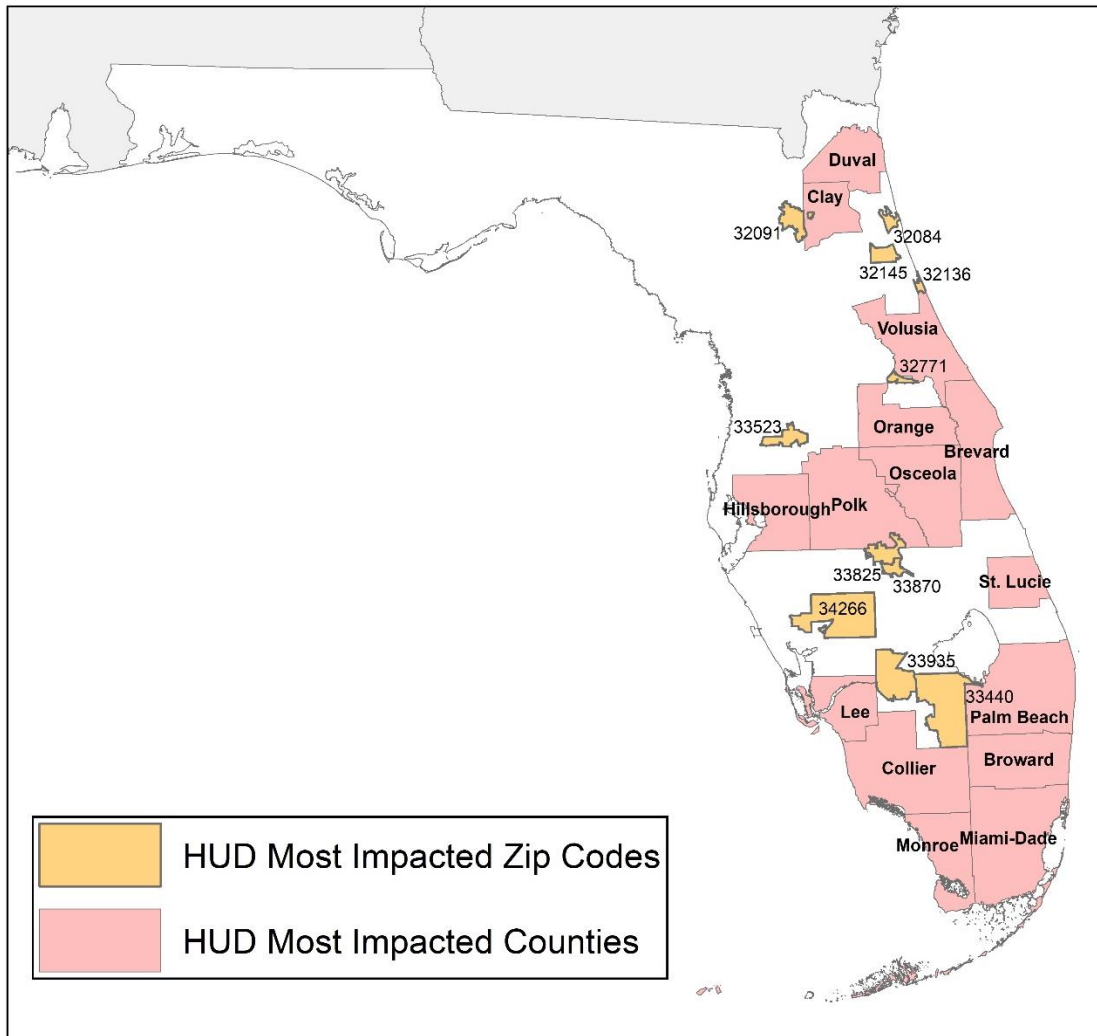 Duval
Clay
32091
32084
32145
32136
Volusia
32771
33523
Orange
Brevard
Osceola
Hillsborough
Polk
33825
33870
St. Lucie
34266
33935
33440
Lee
Palm Beach
Collier
Broward
Monroe
Miami-Dade
HUD Most Impacted Zip Codes
HUD Most Impacted Counties